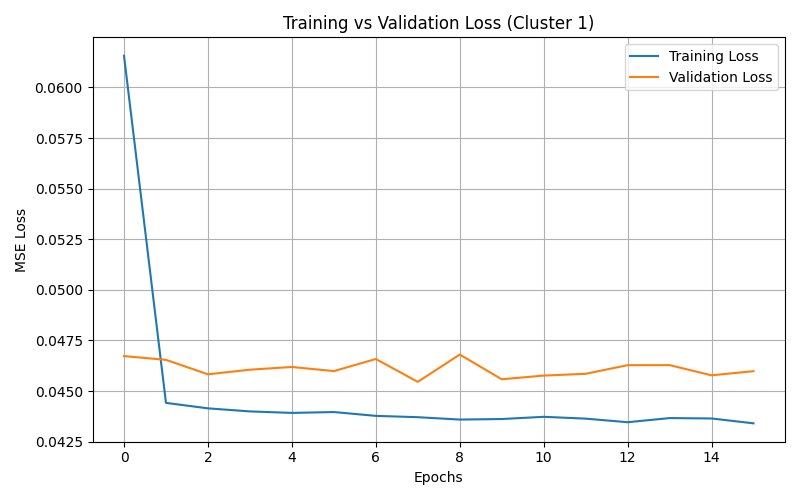 Training vs Validation Loss (Cluster 1)
Training Loss
Validation Loss
0.0600
0.0575
0.0550
0.0525
0.0500
0.0475
0.0450
0.0425
MSE Loss
0 2 4 6 8 10 12 14
Epochs